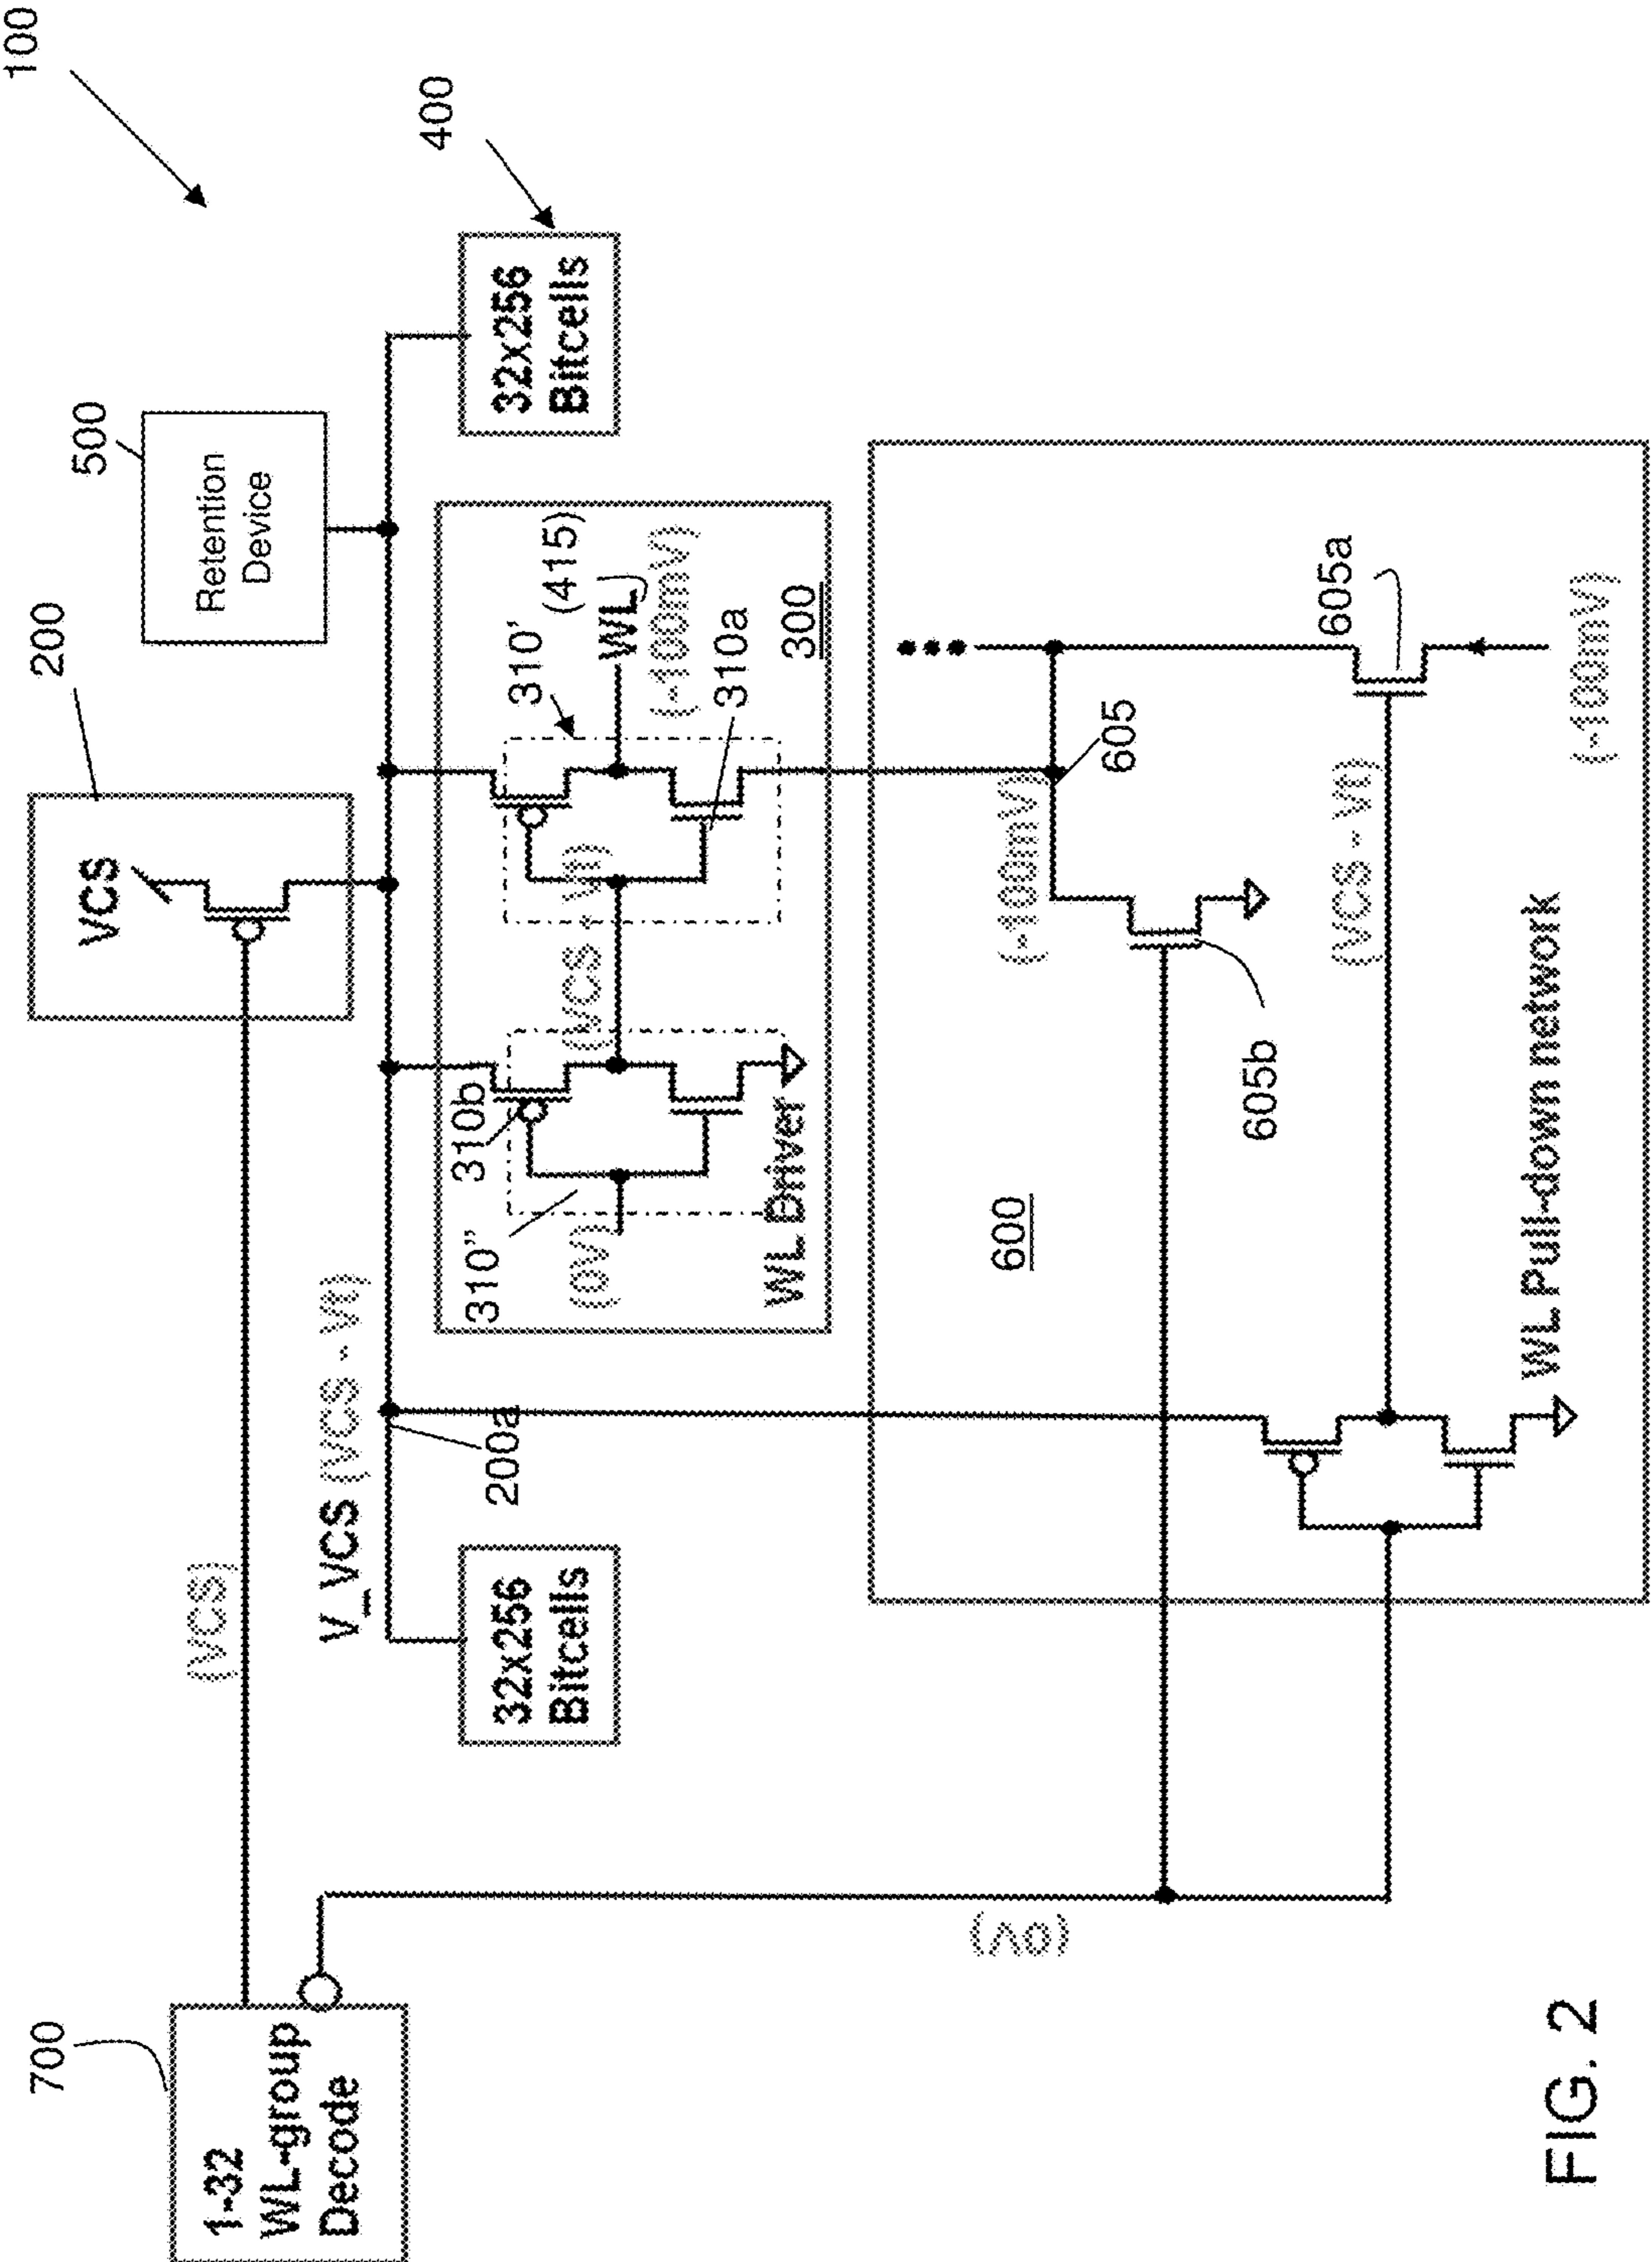 100
700
200
500
400
1-32
WL-group
Decode
(VCS)
VCS
Retention
Device
V_VCS (VCS - Vt)
200a
32x256
Bitcells
32x256
Bitcells
310"
310b
310'
(415)
WL
(0V)
(VCS - Vt)
(-100mV)
310a
WL Driver
300
(0V)
600
(-100mV)
605
605b
605a
(VCS - Vt)
(-100mV)
WL Pull-down network
FIG. 2